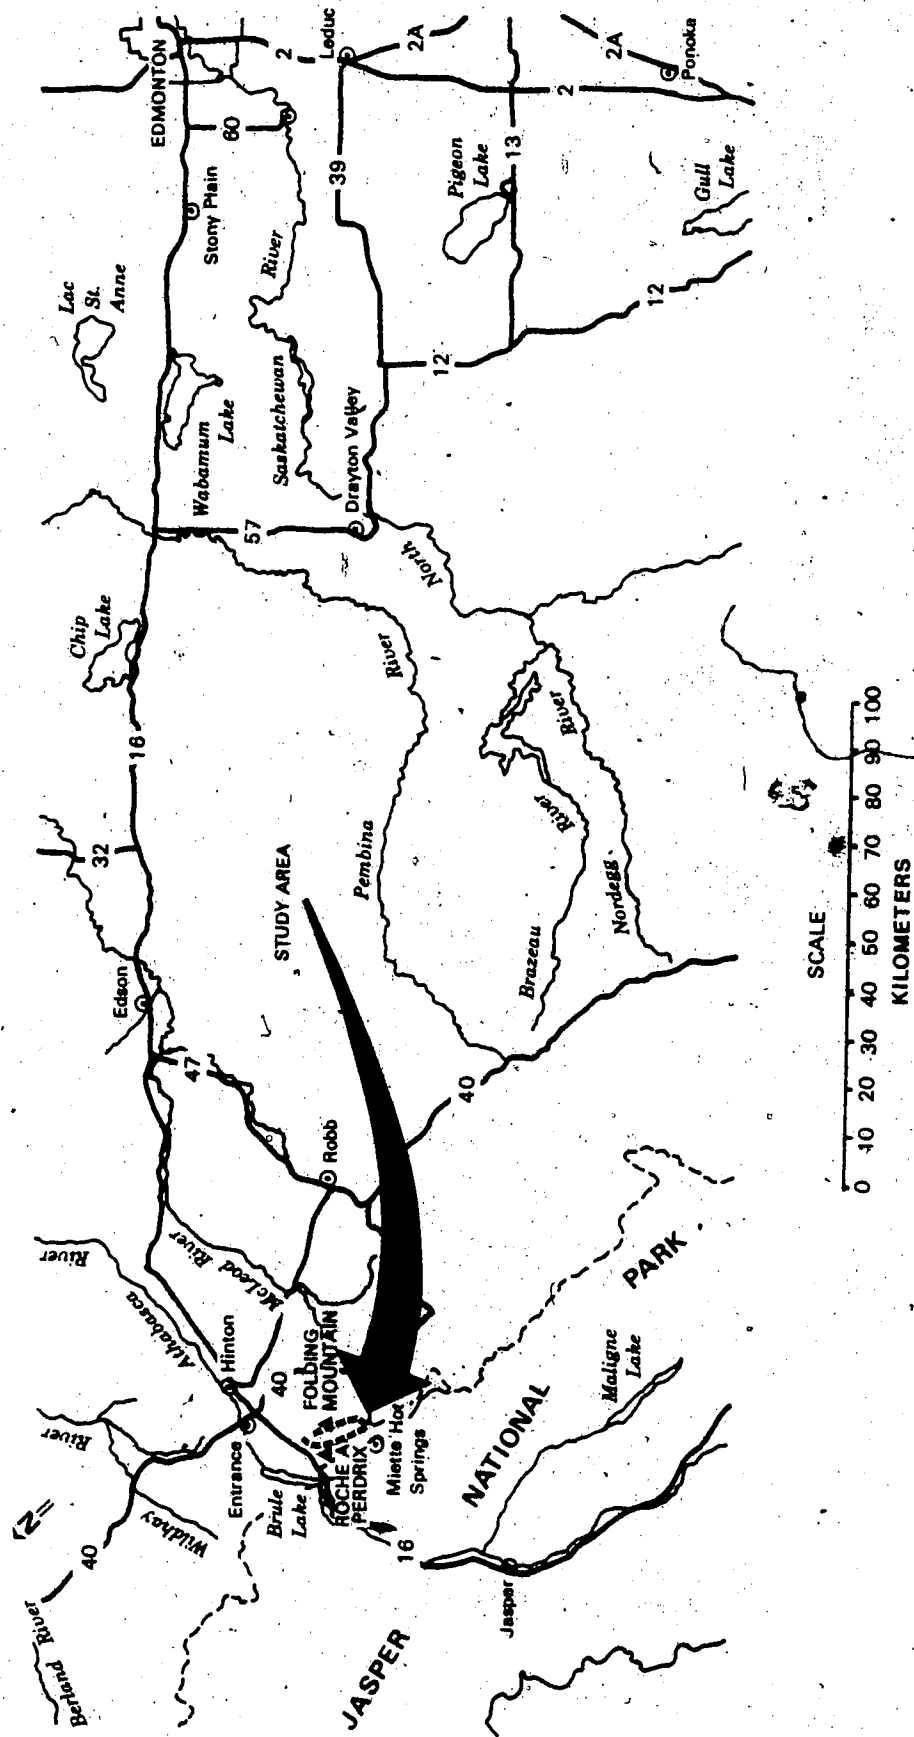 Berland River
40
Wildhay
River
N
Athabasca
River
Entrance
Hinton
40
Brule
Lake
ROCHE A
PERDRIX
FOLDING
MOUNTAIN
Miette Hot
Springs
16
JASPER
NATIONAL
PARK
Jasper
Maligne
Lake
McLeod River
Robb
47
Edson
32
16
Chip
Lake
STUDY AREA
40
Pembina
River
Brazeau
River
Nordegg
River
57
Wabamum
Lake
Lac
St.
Anne
Stony Plain
EDMONTON
60
2
Leduc
2A
39
North
Saskatchewan
River
Drayton Valley
12
Pigeon
Lake
13
2
2A
Ponoka
Gull
Lake
12
SCALE
0 10 20 30 40 50 60 70 80 90 100
KILOMETERS